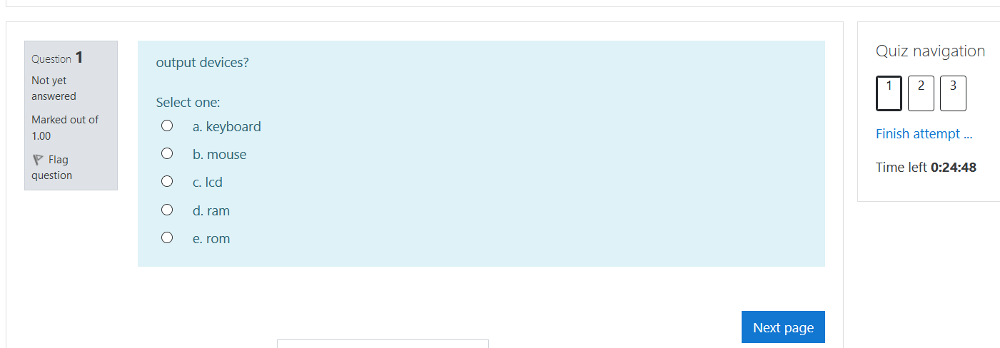 Question 1
Not yet
answered
Marked out of
1.00
Flag
question
output devices?
Select one:
a. keyboard
b. mouse
c. lcd
d. ram
e. rom
Next page
Quiz navigation
1 2 3
Finish attempt ...
Time left 0:24:48